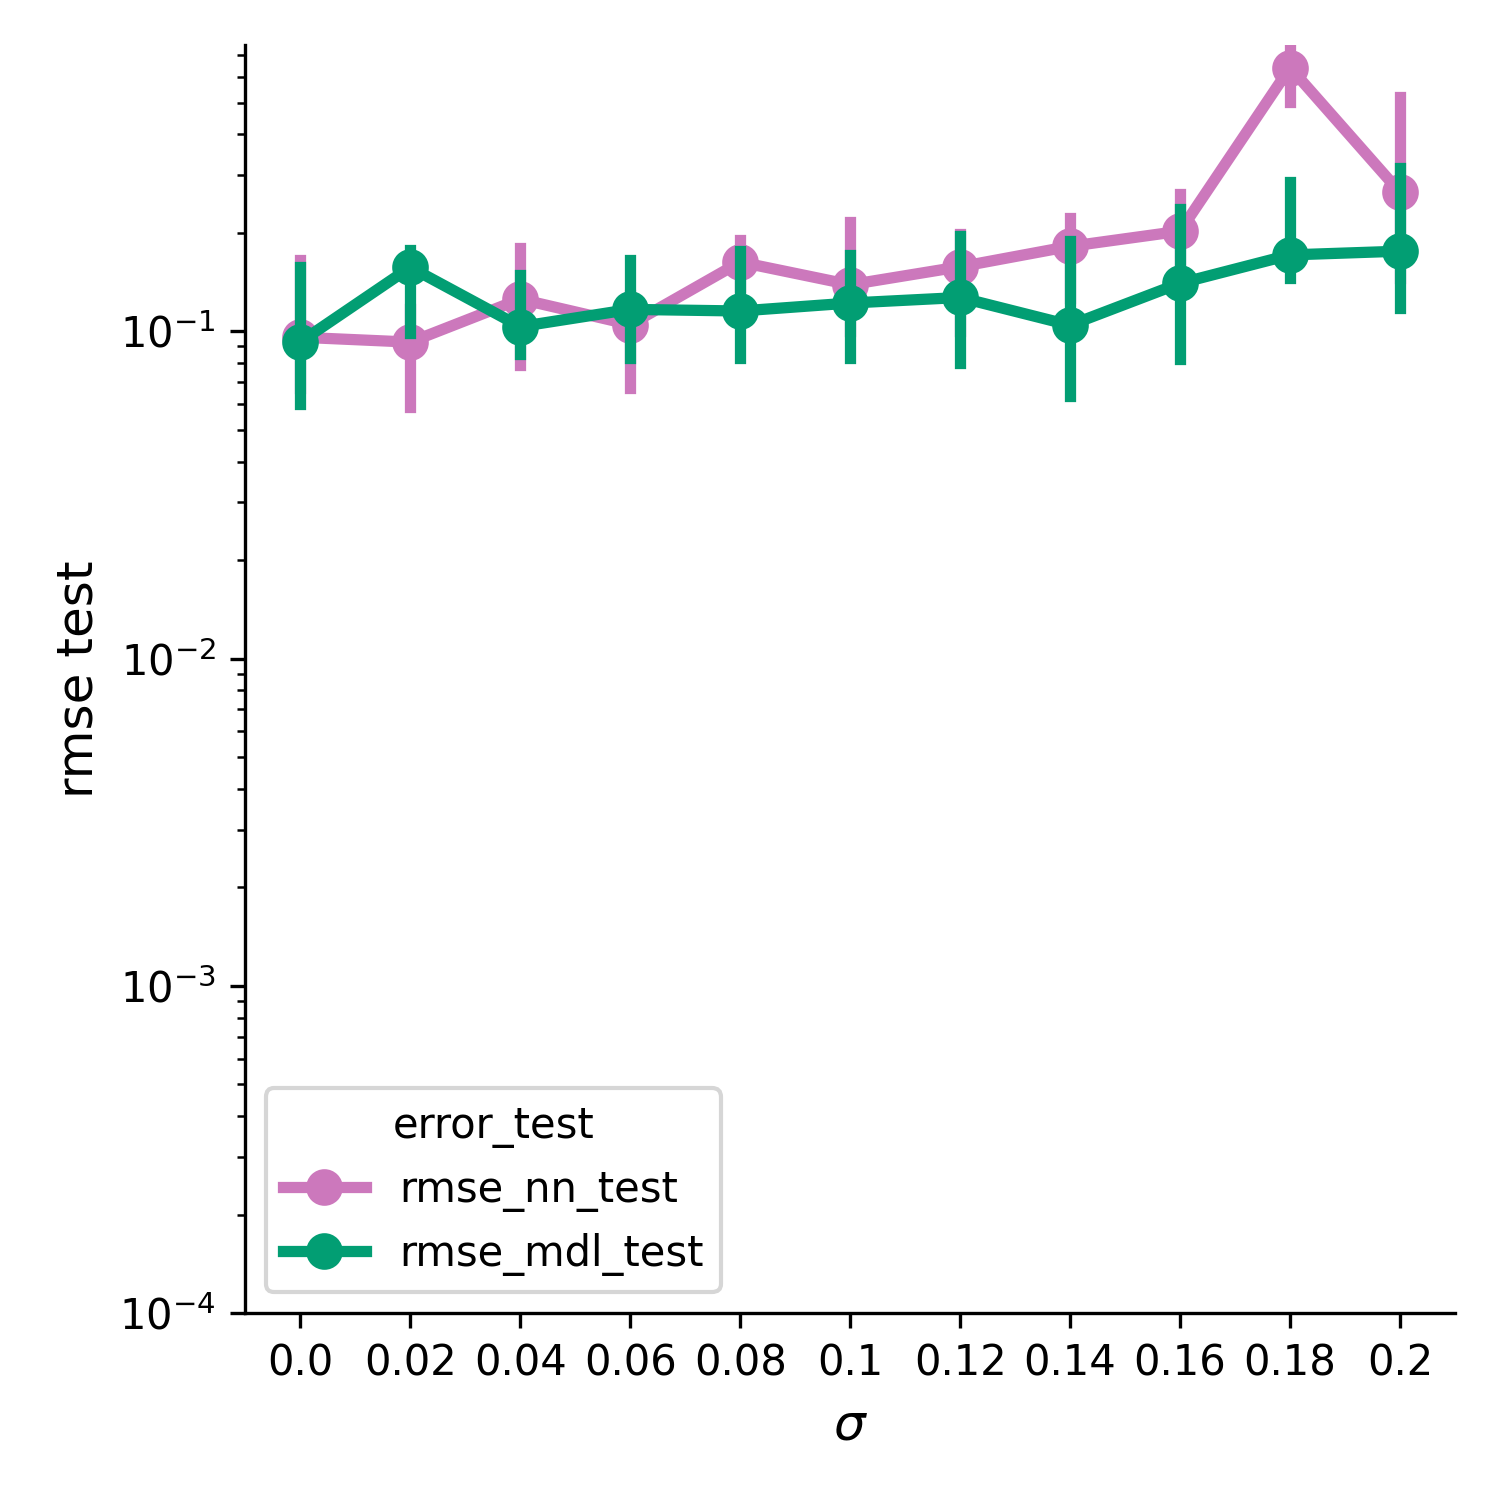 rmse test
10⁻¹
10⁻²
10⁻³
10⁻⁴
error_test
rmse_nn_test
rmse_mdl_test
0.0 0.02 0.04 0.06 0.08 0.1 0.12 0.14 0.16 0.18 0.2
σ